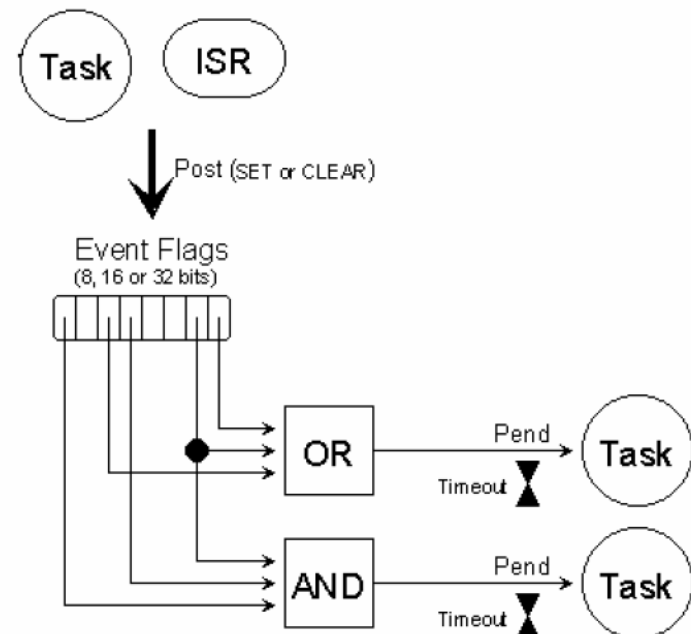 Task
ISR
Post (SET or CLEAR)
Event Flags
(8, 16 or 32 bits)
OR
Pend
Timeout
Task
AND
Pend
Timeout
Task